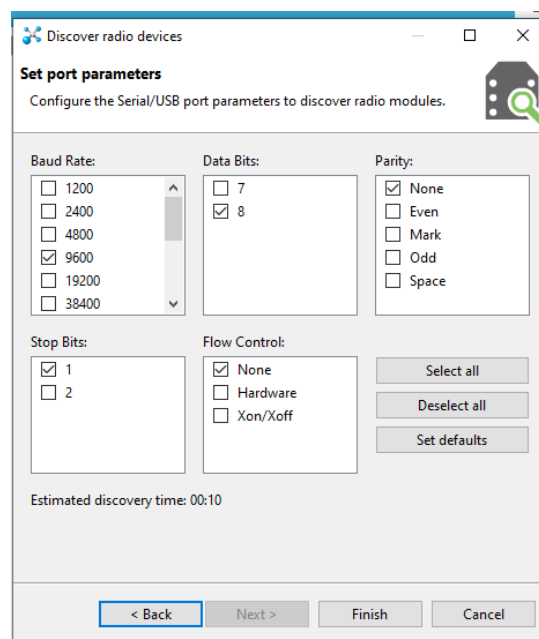 Discover radio devices
Set port parameters
Configure the Serial/USB port parameters to discover radio modules.
Baud Rate:
1200
2400
4800
9600
19200
38400
Data Bits:
7
8
Parity:
None
Even
Mark
Odd
Space
Stop Bits:
1
2
Flow Control:
None
Hardware
Xon/Xoff
Select all
Deselect all
Set defaults
Estimated discovery time: 00:10
< Back
Next >
Finish
Cancel